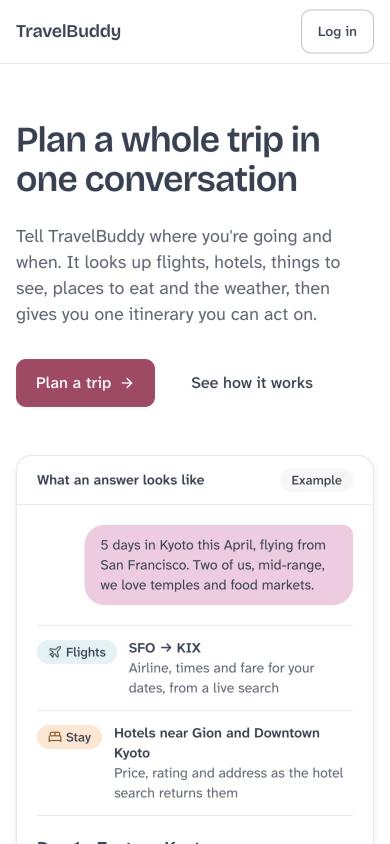 TravelBuddy
Log in
Plan a whole trip in
one conversation
Tell TravelBuddy where you're going and
when. It looks up flights, hotels, things to
see, places to eat and the weather, then
gives you one itinerary you can act on.
Plan a trip →
See how it works
What an answer looks like
Example
5 days in Kyoto this April, flying from
San Francisco. Two of us, mid-range,
we love temples and food markets.
Flights
SFO → KIX
Airline, times and fare for your
dates, from a live search
Stay
Hotels near Gion and Downtown
Kyoto
Price, rating and address as the hotel
search returns them